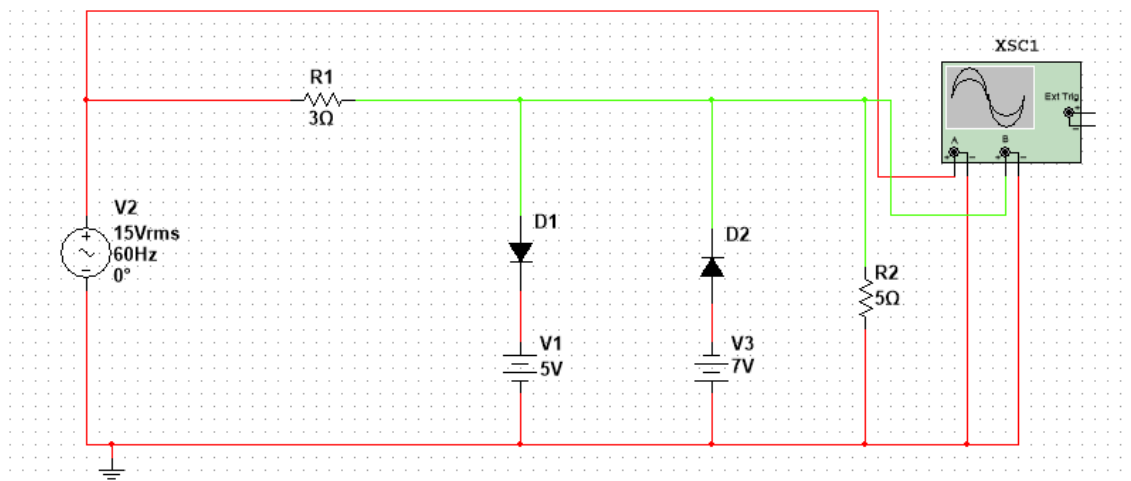 XSC1
Ext Trig
+
−
A
B
+ −
+ −
R1
3Ω
V2
15Vrms
60Hz
0°
+
−
D1
D2
R2
5Ω
V1
5V
V3
7V